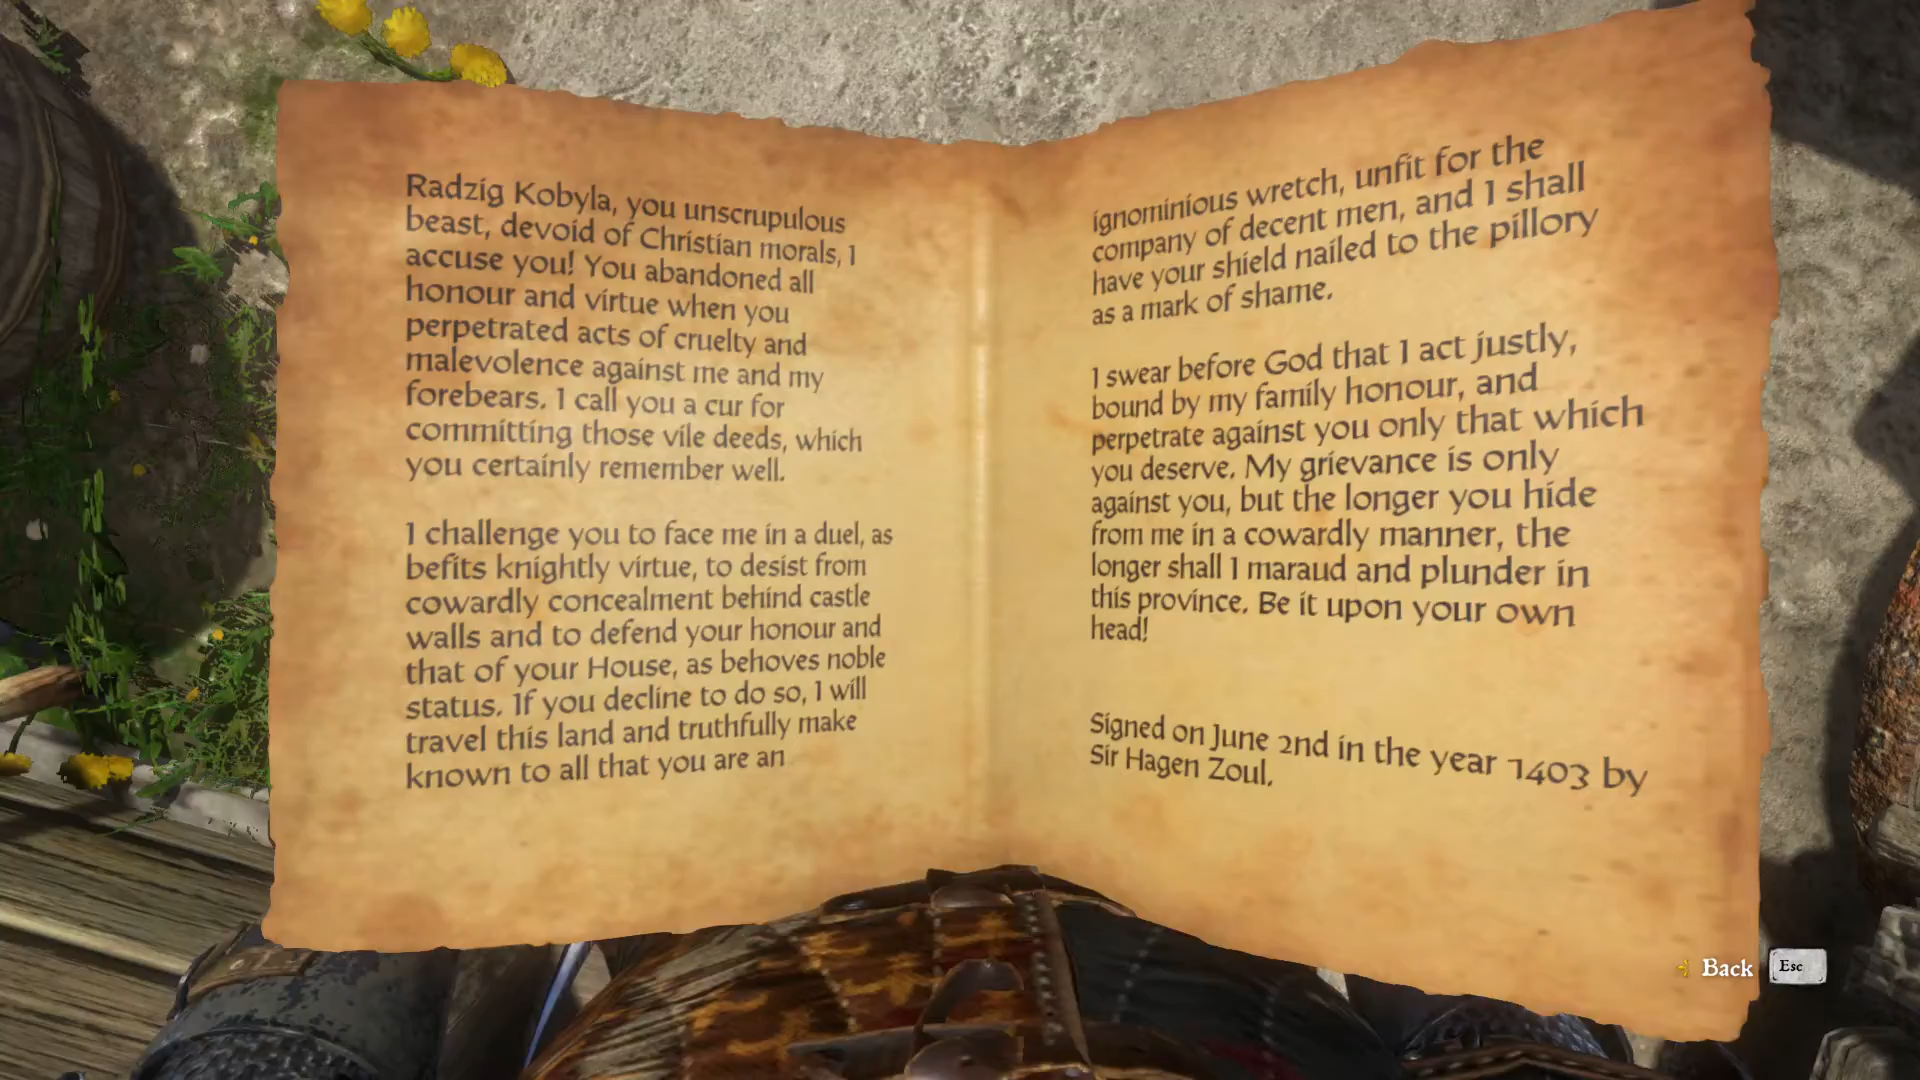 Radzig Kobyla, you unscrupulous
beast, devoid of Christian morals, I
accuse you! You abandoned all
honour and virtue when you
perpetrated acts of cruelty and
malevolence against me and my
forebears. I call you a cur for
committing those vile deeds, which
you certainly remember well.
I challenge you to face me in a duel, as
befits knightly virtue, to desist from
cowardly concealment behind castle
walls and to defend your honour and
that of your House, as behoves noble
status. If you decline to do so, I will
travel this land and truthfully make
known to all that you are an
ignominious wretch, unfit for the
company of decent men, and I shall
have your shield nailed to the pillory
as a mark of shame.
I swear before God that I act justly,
bound by my family honour, and
perpetrate against you only that which
you deserve. My grievance is only
against you, but the longer you hide
from me in a cowardly manner, the
longer shall I maraud and plunder in
this province. Be it upon your own
head!
Signed on June 2nd in the year 1403 by
Sir Hagen Zoul.
Back Esc